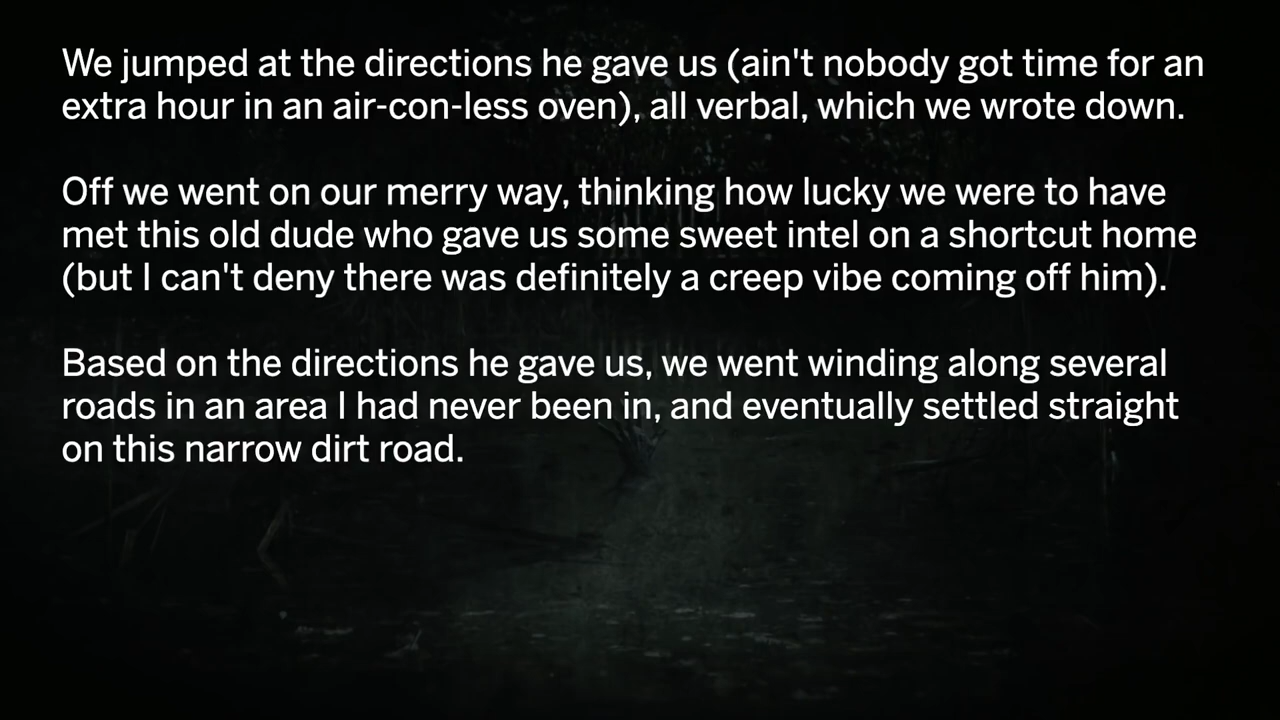 We jumped at the directions he gave us (ain't nobody got time for an
extra hour in an air-con-less oven), all verbal, which we wrote down.
Off we went on our merry way, thinking how lucky we were to have
met this old dude who gave us some sweet intel on a shortcut home
(but I can't deny there was definitely a creep vibe coming off him).
Based on the directions he gave us, we went winding along several
roads in an area I had never been in, and eventually settled straight
on this narrow dirt road.